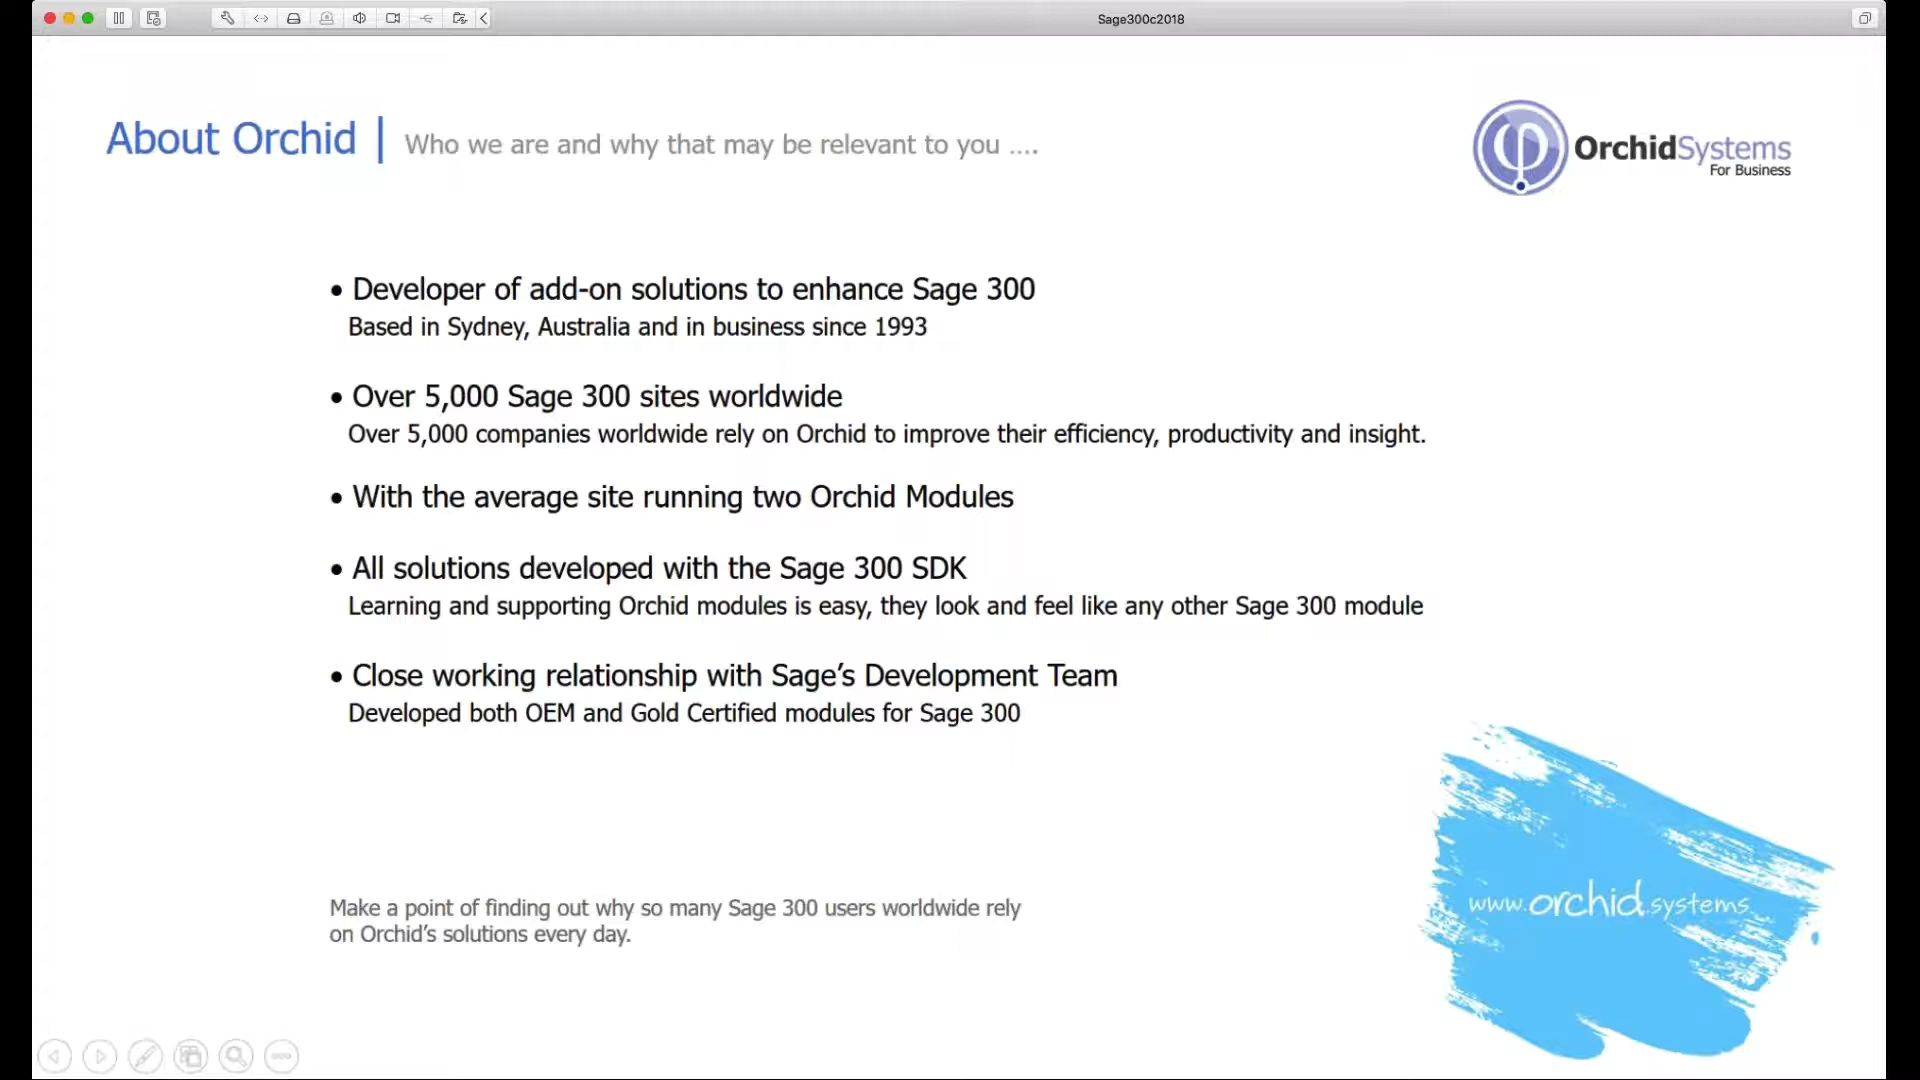 Sage300c2018
About Orchid | Who we are and why that may be relevant to you ....
OrchidSystems
For Business
• Developer of add-on solutions to enhance Sage 300
Based in Sydney, Australia and in business since 1993
• Over 5,000 Sage 300 sites worldwide
Over 5,000 companies worldwide rely on Orchid to improve their efficiency, productivity and insight.
• With the average site running two Orchid Modules
• All solutions developed with the Sage 300 SDK
Learning and supporting Orchid modules is easy, they look and feel like any other Sage 300 module
• Close working relationship with Sage’s Development Team
Developed both OEM and Gold Certified modules for Sage 300
Make a point of finding out why so many Sage 300 users worldwide rely
on Orchid’s solutions every day.
www.orchid.systems